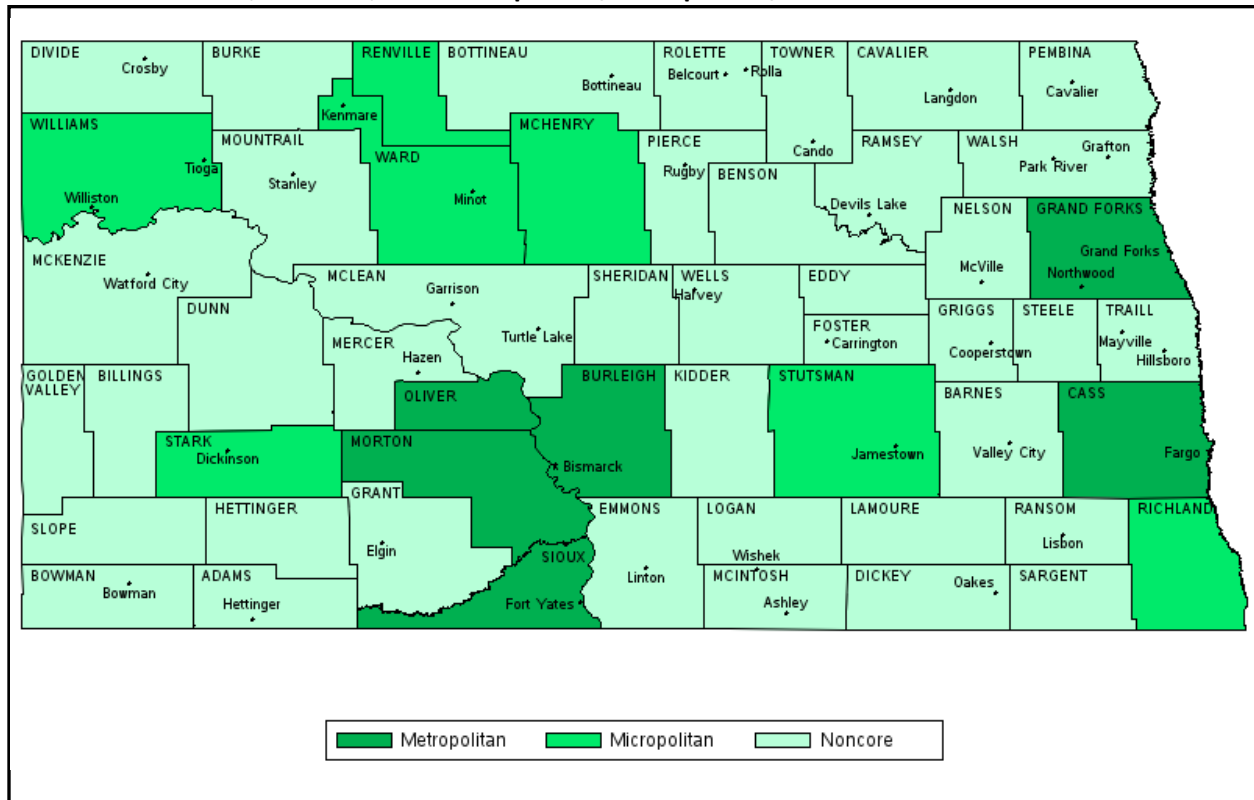 DIVIDE
Crosby
BURKE
RENVILLE
Kenmare
BOTTINEAU
Bottineau
ROLETTE
Belcourt
Rolla
TOWNER
Cando
CAVALIER
Langdon
PEMBINA
Cavalier
WILLIAMS
Tioga
Williston
MOUNTRAIL
Stanley
WARD
Minot
MCHENRY
PIERCE
Rugby
BENSON
RAMSEY
Devils Lake
WALSH
Park River
Grafton
NELSON
McVille
GRAND FORKS
Grand Forks
Northwood
MCKENZIE
Watford City
DUNN
MCLEAN
Garrison
Turtle Lake
SHERIDAN
WELLS
Harvey
EDDY
FOSTER
Carrington
GRIGGS
Cooperstown
STEELE
TRAILL
Mayville
Hillsboro
MERCER
Hazen
GOLDEN
VALLEY
BILLINGS
OLIVER
BURLEIGH
Bismarck
KIDDER
STUTSMAN
Jamestown
BARNES
Valley City
CASS
Fargo
STARK
Dickinson
MORTON
GRANT
Elgin
SLOPE
HETTINGER
SIOUX
Fort Yates
EMMONS
Linton
LOGAN
Wishek
LAMOURE
RANSOM
Lisbon
RICHLAND
BOWMAN
Bowman
ADAMS
Hettinger
MCINTOSH
Ashley
DICKEY
Oakes
SARGENT
Metropolitan
Micropolitan
Noncore